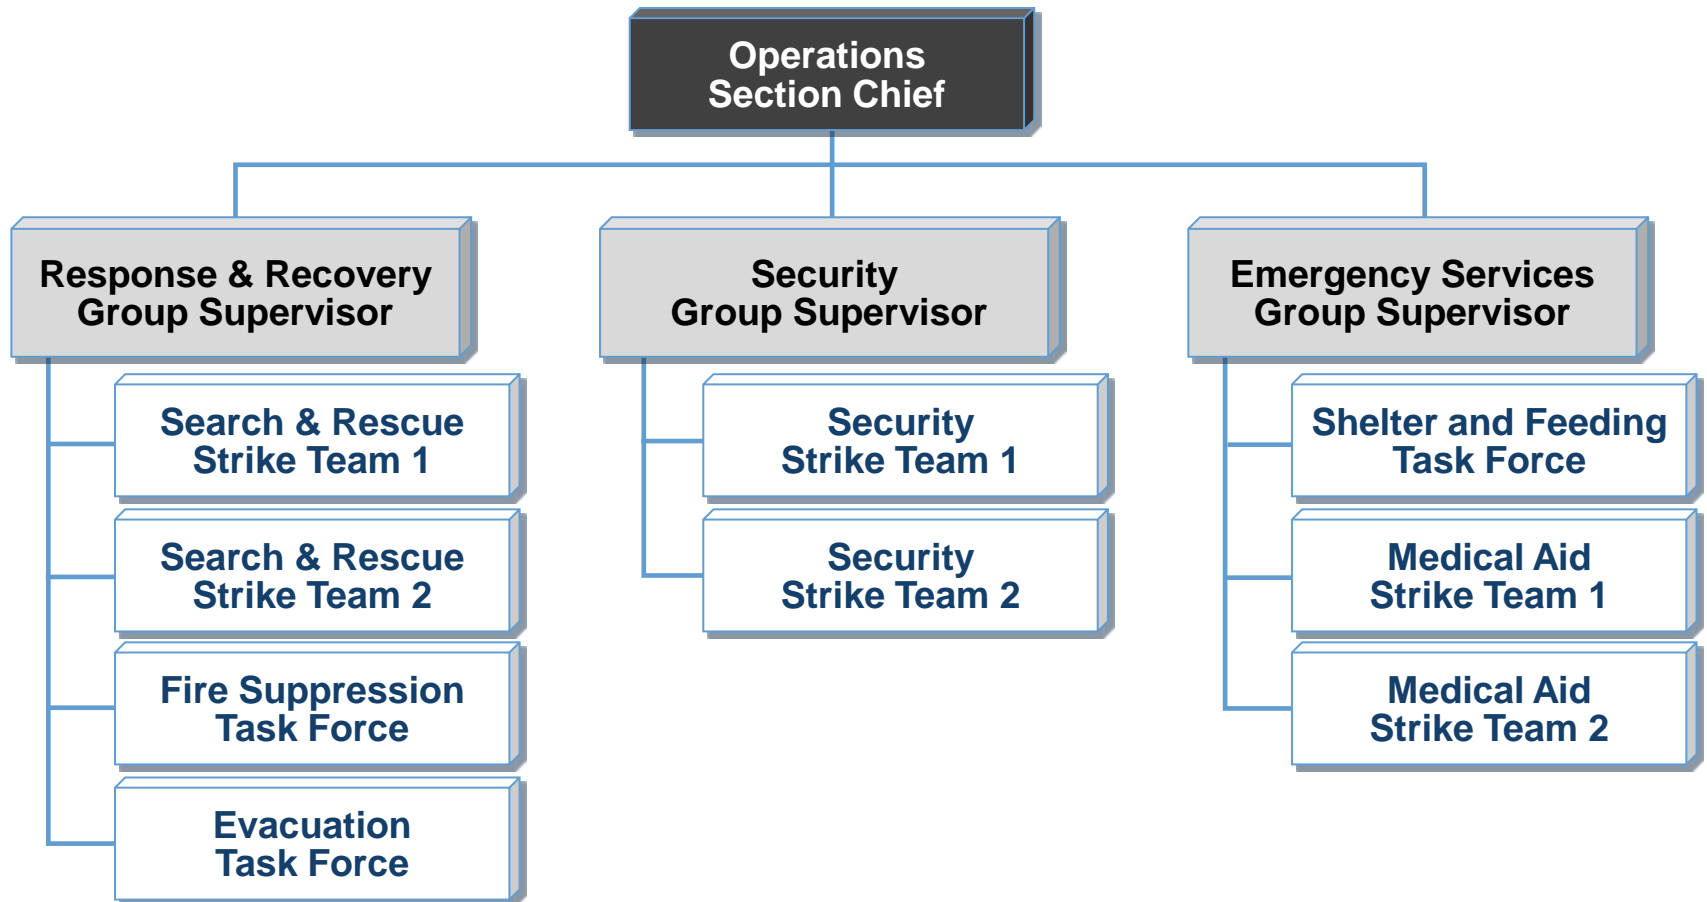 Operations
Section Chief
Response & Recovery
Group Supervisor
Search & Rescue
Strike Team 1
Search & Rescue
Strike Team 2
Fire Suppression
Task Force
Evacuation
Task Force
Security
Group Supervisor
Security
Strike Team 1
Security
Strike Team 2
Emergency Services
Group Supervisor
Shelter and Feeding
Task Force
Medical Aid
Strike Team 1
Medical Aid
Strike Team 2